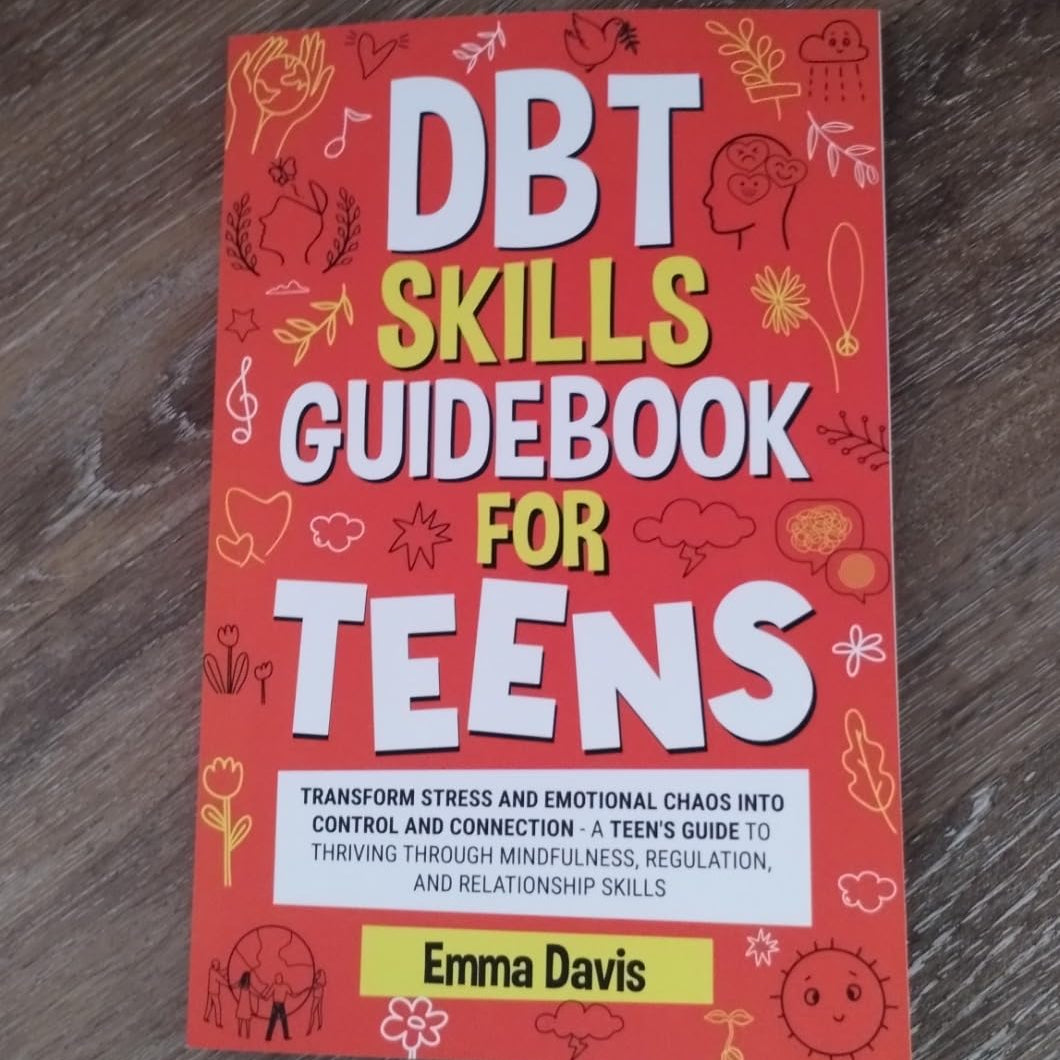 DBT
SKILLS
GUIDEBOOK
FOR
TEENS
TRANSFORM STRESS AND EMOTIONAL CHAOS INTO
CONTROL AND CONNECTION - A TEEN'S GUIDE TO
THRIVING THROUGH MINDFULNESS, REGULATION,
AND RELATIONSHIP SKILLS
Emma Davis